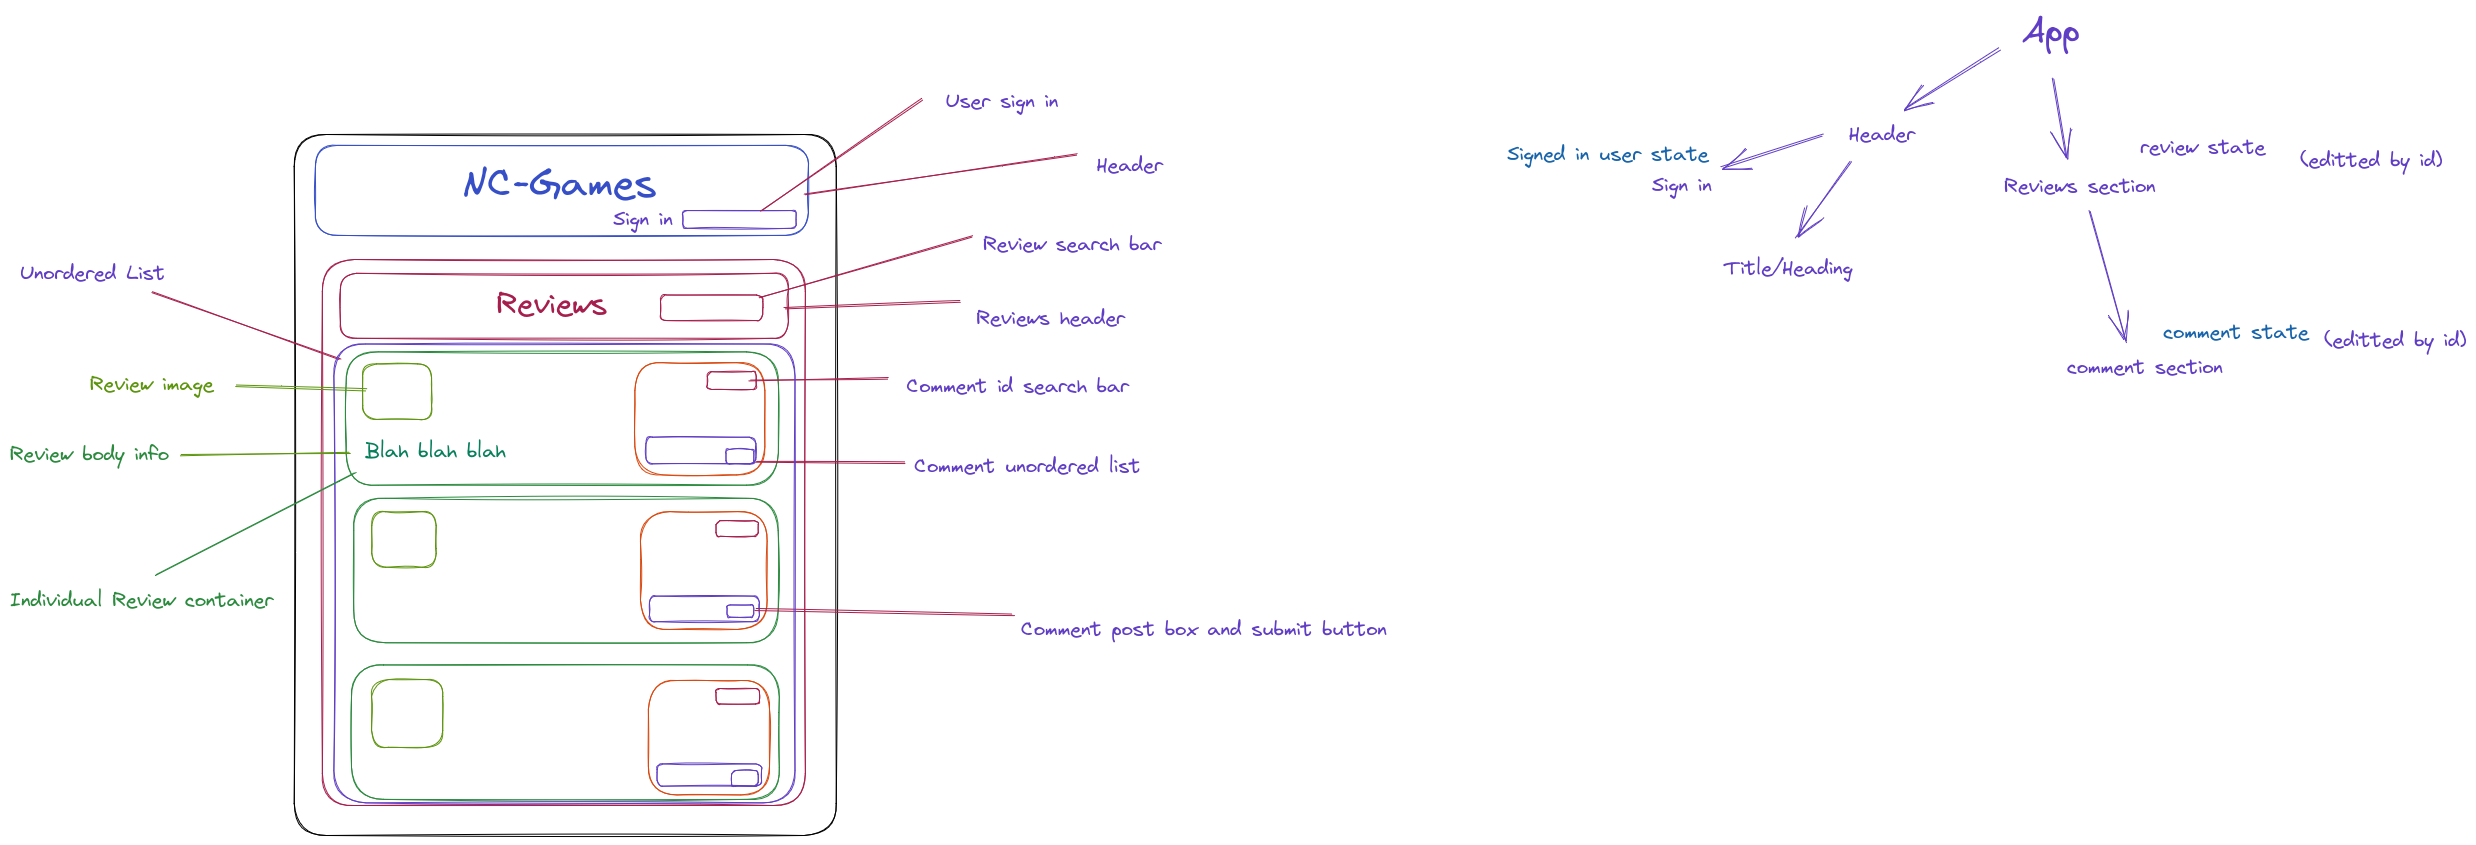 App
User sign in
Header
Signed in user state
Sign in
Header
review state
(editted by id)
Reviews section
Title/Heading
comment state
(editted by id)
comment section
NC-Games
Sign in
Review search bar
Unordered List
Reviews
Reviews header
Review image
Comment id search bar
Review body info
Blah blah blah
Comment unordered list
Individual Review container
Comment post box and submit button